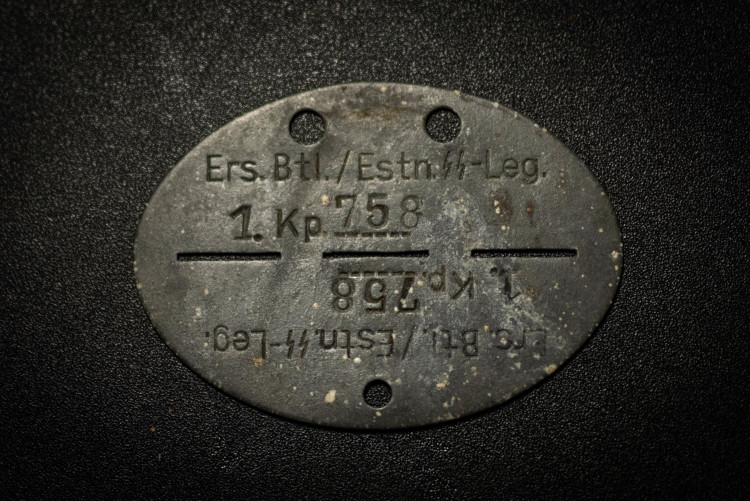 Ers.Btl./Estn.ᛋᛋ-Leg.
1. Kp. 758
1. Kp. 758
Ers.Btl./Estn.ᛋᛋ-Leg.